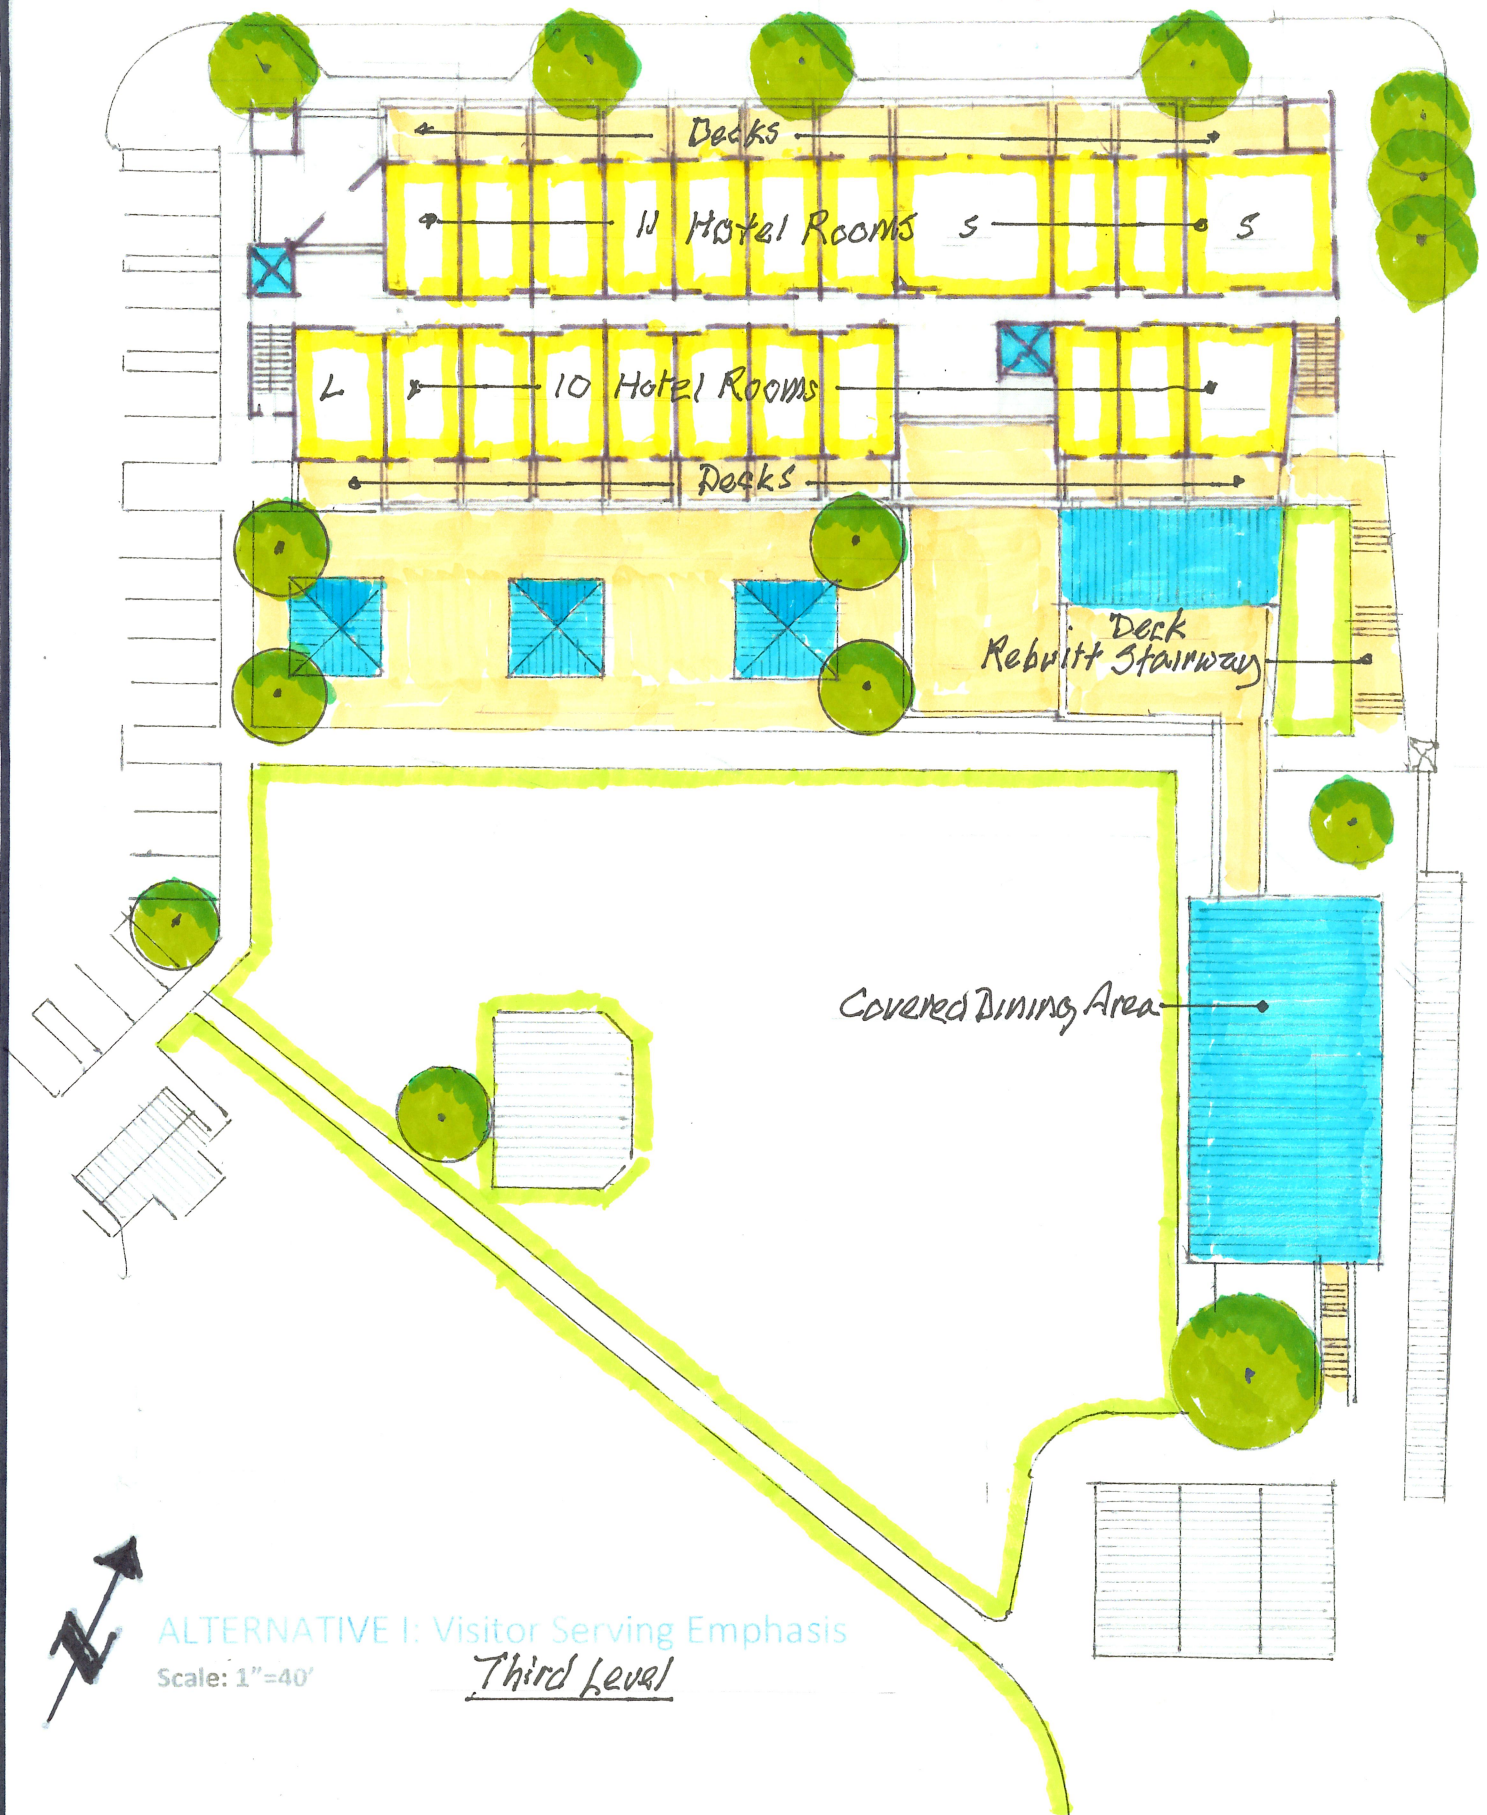 Decks
11 Hotel Rooms S S
L 10 Hotel Rooms
Decks
Deck
Rebuilt Stairway
Covered Dining Area
N
ALTERNATIVE I: Visitor Serving Emphasis
Scale: 1"=40'
Third Level